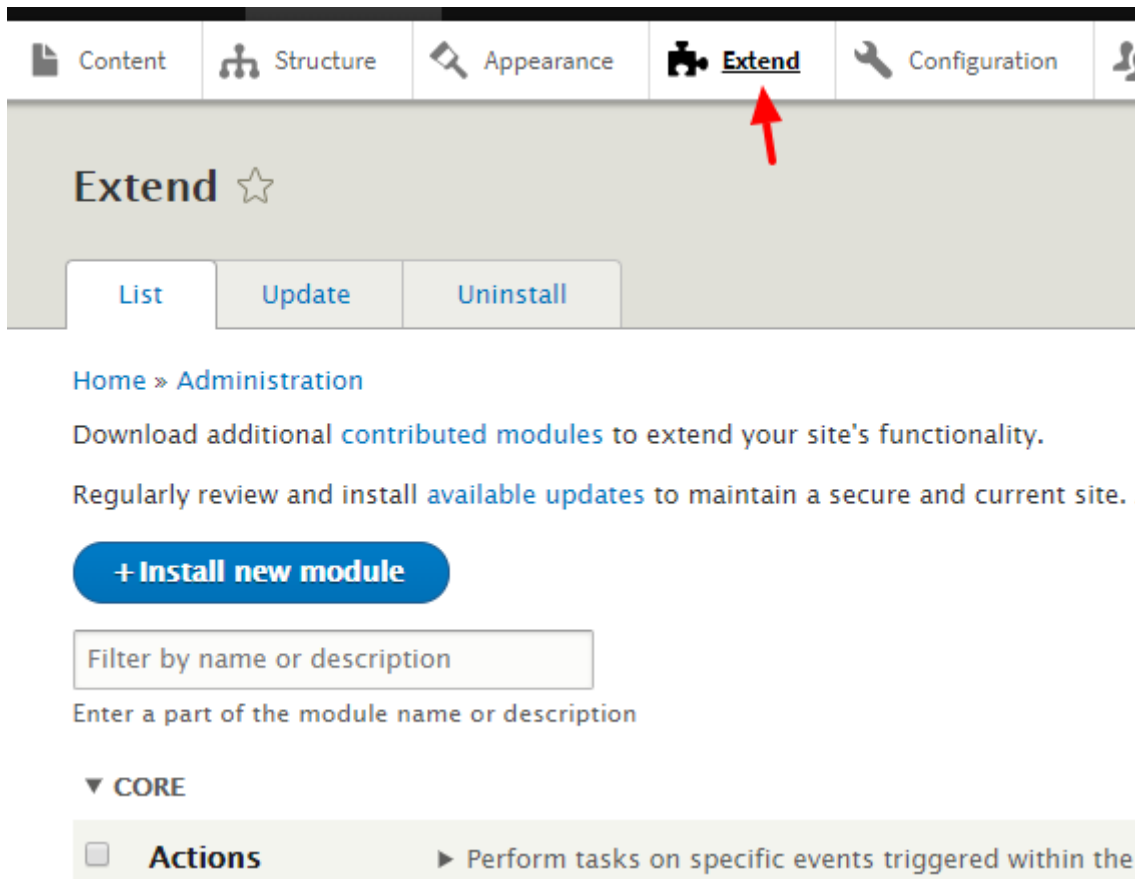 Content Structure Appearance Extend Configuration
Extend
List Update Uninstall
Home » Administration
Download additional contributed modules to extend your site's functionality.
Regularly review and install available updates to maintain a secure and current site.
+ Install new module
Filter by name or description
Enter a part of the module name or description
▼ CORE
Actions ► Perform tasks on specific events triggered within the